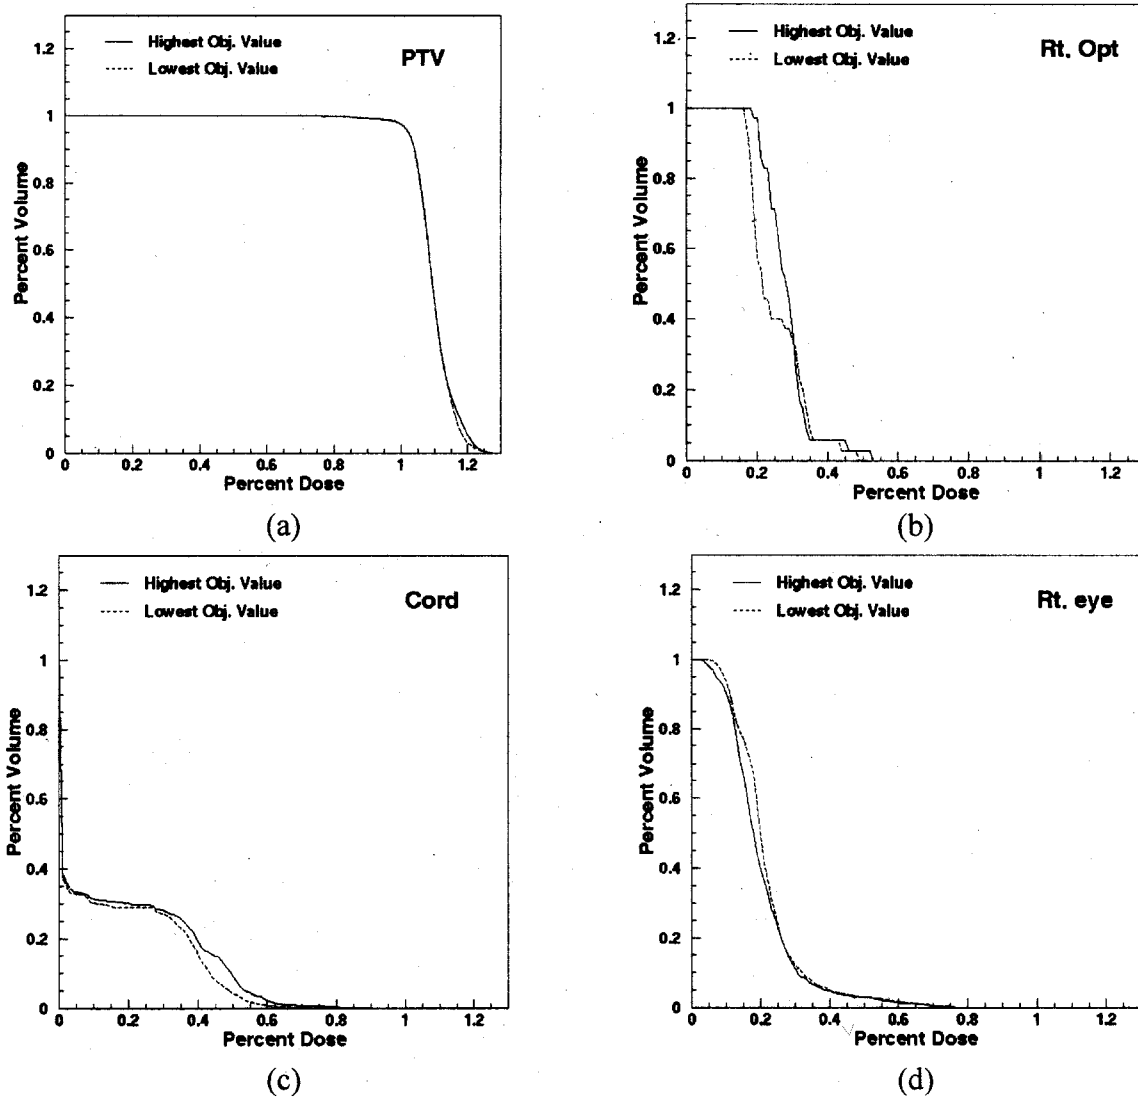 1.2
1
0.8
0.6
0.4
0.2
0
0 0.2 0.4 0.6 0.8 1 1.2
Percent Volume
Percent Dose
Highest Obj. Value
Lowest Obj. Value
PTV
(a)
1.2
1
0.8
0.6
0.4
0.2
0
0 0.2 0.4 0.6 0.8 1 1.2
Percent Volume
Percent Dose
Highest Obj. Value
Lowest Obj. Value
Rt. Opt
(b)
1.2
1
0.8
0.6
0.4
0.2
0
0 0.2 0.4 0.6 0.8 1 1.2
Percent Volume
Percent Dose
Highest Obj. Value
Lowest Obj. Value
Cord
(c)
1.2
1
0.8
0.6
0.4
0.2
0
0 0.2 0.4 0.6 0.8 1 1.2
Percent Volume
Percent Dose
Highest Obj. Value
Lowest Obj. Value
Rt. eye
(d)